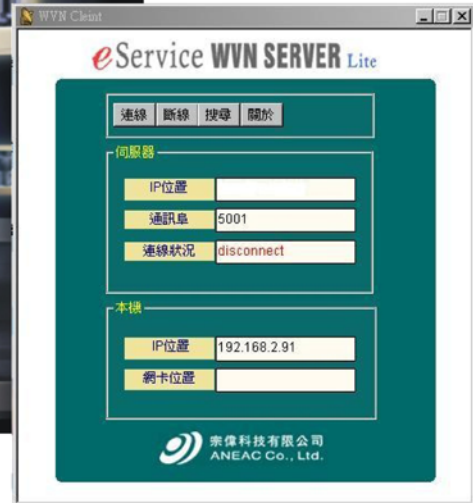 WVN Cleint
eService WVN SERVER Lite
連線 斷線 搜尋 關於
伺服器
IP位置
通訊阜 5001
連線狀況 disconnect
本機
IP位置 192.168.2.91
網卡位置
宗偉科技有限公司
ANEAC Co., Ltd.